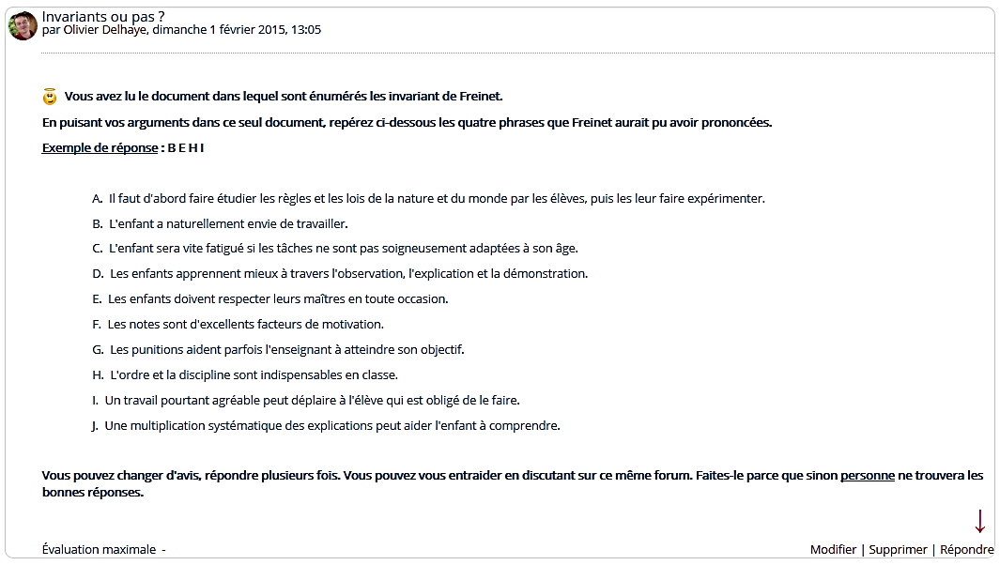 Invariants ou pas ?
par Olivier Delhaye, dimanche 1 février 2015, 13:05
Vous avez lu le document dans lequel sont énumérés les invariant de Freinet.
En puisant vos arguments dans ce seul document, repérez ci-dessous les quatre phrases que Freinet aurait pu avoir prononcées.
Exemple de réponse : B E H I
A. Il faut d'abord faire étudier les règles et les lois de la nature et du monde par les élèves, puis les leur faire expérimenter.
B. L'enfant a naturellement envie de travailler.
C. L'enfant sera vite fatigué si les tâches ne sont pas soigneusement adaptées à son âge.
D. Les enfants apprennent mieux à travers l'observation, l'explication et la démonstration.
E. Les enfants doivent respecter leurs maîtres en toute occasion.
F. Les notes sont d'excellents facteurs de motivation.
G. Les punitions aident parfois l'enseignant à atteindre son objectif.
H. L'ordre et la discipline sont indispensables en classe.
I. Un travail pourtant agréable peut déplaire à l'élève qui est obligé de le faire.
J. Une multiplication systématique des explications peut aider l'enfant à comprendre.
Vous pouvez changer d'avis, répondre plusieurs fois. Vous pouvez vous entraider en discutant sur ce même forum. Faites-le parce que sinon personne ne trouvera les
bonnes réponses.
Évaluation maximale -
Modifier | Supprimer | Répondre